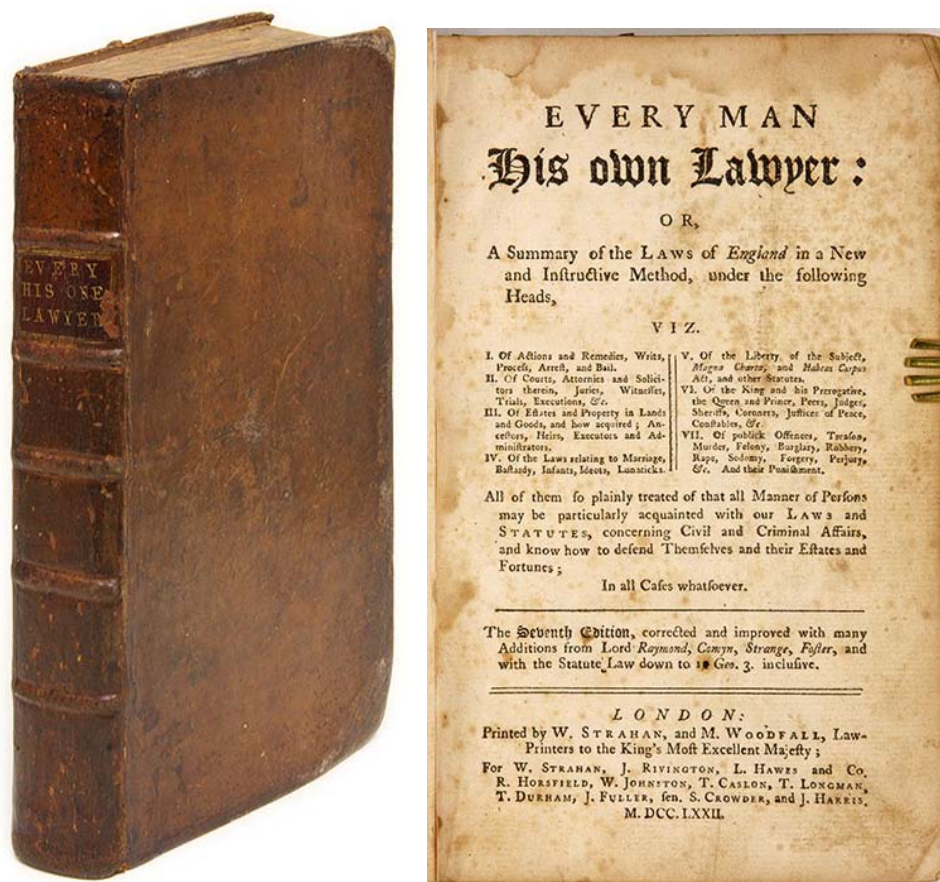 EVERY
HIS ONE
LAWYER
EVERY MAN
His own Lawyer :
OR,
A Summary of the LAWS of England in a New
and Inſtructive Method, under the following
Heads,
VIZ.
I. Of Actions and Remedies, Writs,
Proceſs, Arreſt, and Bail.
II. Of Courts, Attornies and Solici-
tors therein, Juries, Witneſſes,
Trials, Executions, &c.
III. Of Eſtates and Property in Lands
and Goods, and how acquired ; An-
ceſtors, Heirs, Executors and Ad-
miniſtrators.
IV. Of the Laws relating to Marriage,
Baſtardy, Infants, Ideots, Lunaticks.
V. Of the Liberty of the Subject,
Magna Charta, and Habeas Corpus
Act, and other Statutes.
VI. Of the King and his Prerogative,
the Queen and Prince, Peers, Judges,
Sheriffs, Coroners, Juſtices of Peace,
Conſtables, &c.
VII. Of publick Offences, Treaſon,
Murder, Felony, Burglary, Robbery,
Rape, Sodomy, Forgery, Perjury,
&c. And their Puniſhment.
All of them ſo plainly treated of that all Manner of Perſons
may be particularly acquainted with our LAWS and
STATUTES, concerning Civil and Criminal Affairs,
and know how to defend Themſelves and their Eſtates and
Fortunes ;
In all Caſes whatſoever.
The Seventh Edition, corrected and improved with many
Additions from Lord Raymond, Comyn, Strange, Foſter, and
with the Statute Law down to Geo. 3. incluſive.
LONDON:
Printed by W. STRAHAN, and M. WOODFALL, Law-
Printers to the King's Moſt Excellent Majeſty ;
For W. STRAHAN, J. RIVINGTON, L. HAWES and Co.
R. HORSFIELD, W. JOHNSTON, T. CASLON, T. LONGMAN,
T. DURHAM, J. FULLER, ſen. S. CROWDER, and J. HARRIS.
M. DCC. LXXII.